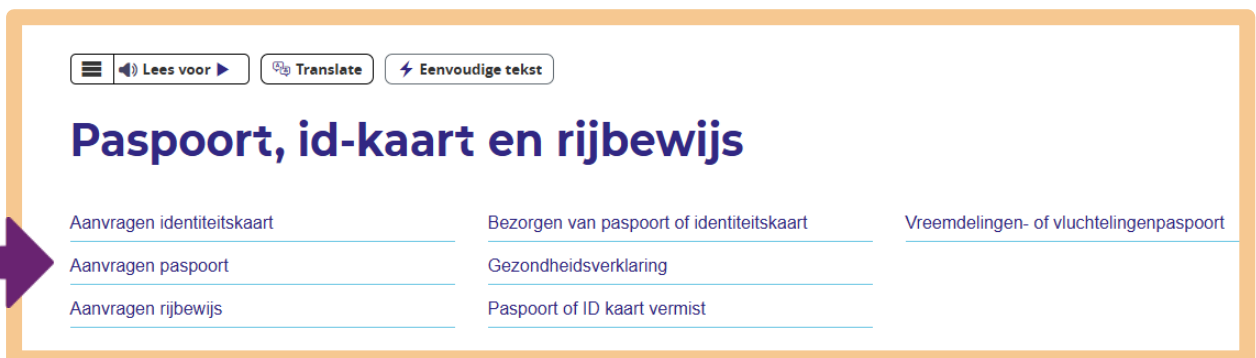 Lees voor
Translate
Eenvoudige tekst
Paspoort, id-kaart en rijbewijs
Aanvragen identiteitskaart
Aanvragen paspoort
Aanvragen rijbewijs
Bezorgen van paspoort of identiteitskaart
Gezondheidsverklaring
Paspoort of ID kaart vermist
Vreemdelingen- of vluchtelingenpaspoort